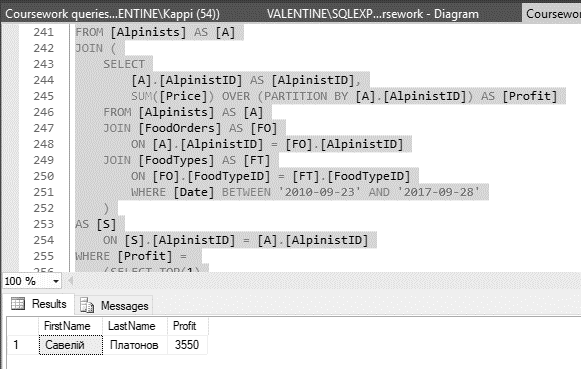 Coursework queries...ENTINE\Kappi (54)) VALENTINE\SQLEXP...rsework - Diagram Coursew
241 FROM [Alpinists] AS [A]
242 JOIN (
243 SELECT
244 [A].[AlpinistID] AS [AlpinistID],
245 SUM([Price]) OVER (PARTITION BY [A].[AlpinistID]) AS [Profit]
246 FROM [Alpinists] AS [A]
247 JOIN [FoodOrders] AS [FO]
248 ON [A].[AlpinistID] = [FO].[AlpinistID]
249 JOIN [FoodTypes] AS [FT]
250 ON [FO].[FoodTypeID] = [FT].[FoodTypeID]
251 WHERE [Date] BETWEEN '2010-09-23' AND '2017-09-28'
252 )
253 AS [S]
254 ON [S].[AlpinistID] = [A].[AlpinistID]
255 WHERE [Profit] =
256 (SELECT TOP(1)
100 %
Results Messages
FirstName LastName Profit
1 Савелій Платонов 3550